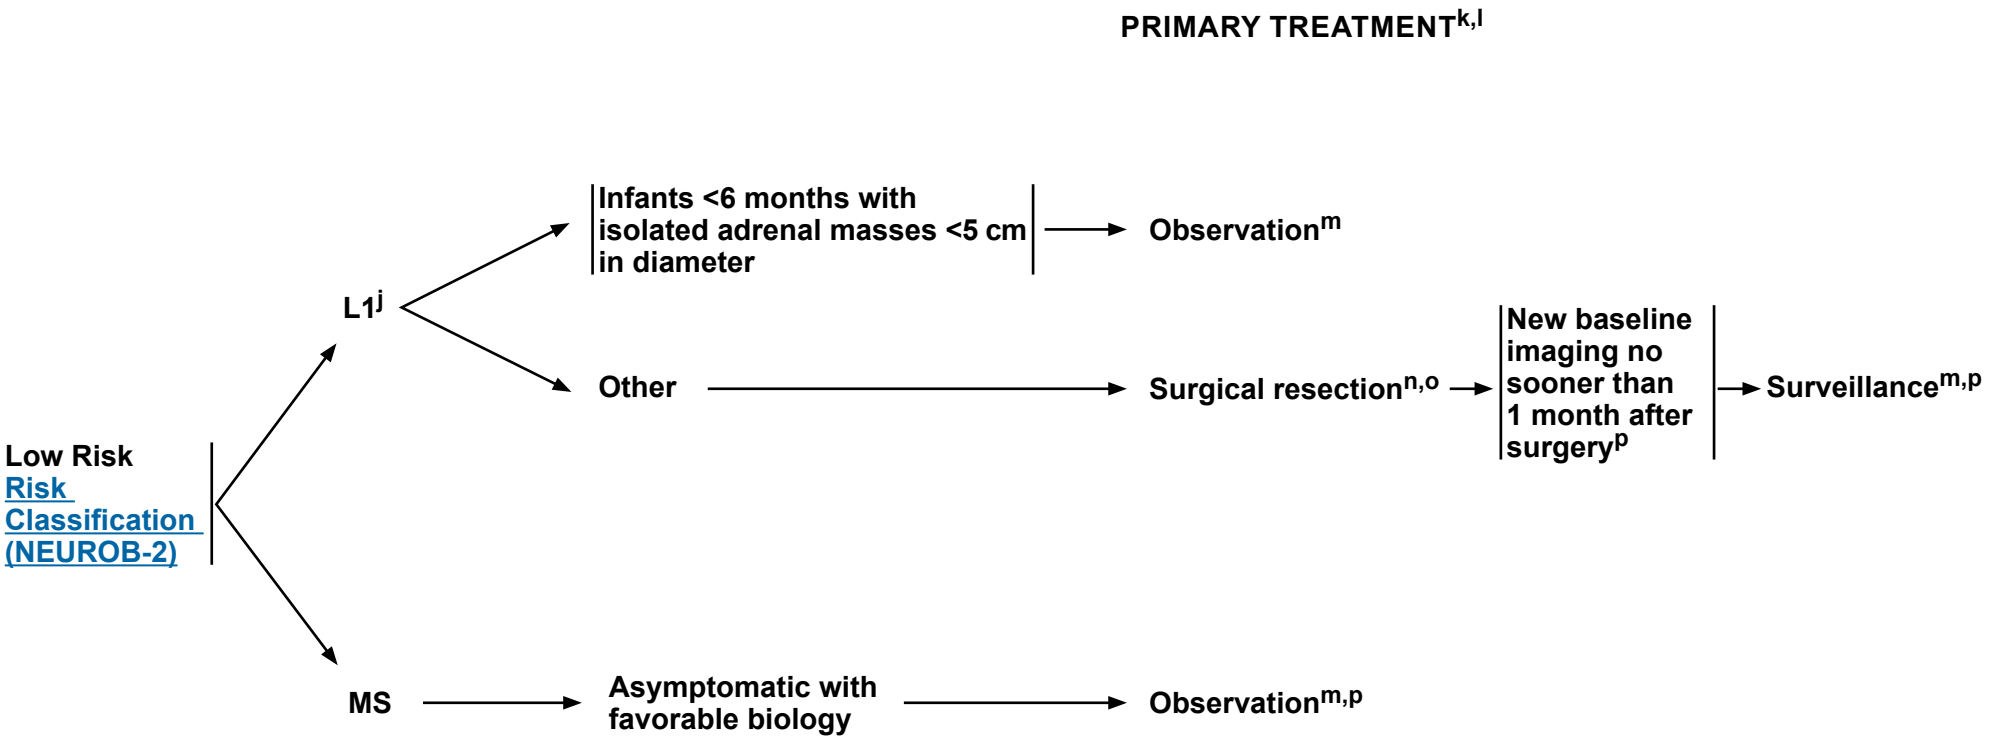 PRIMARY TREATMENTk,l
Infants <6 months with
isolated adrenal masses <5 cm
in diameter
Observationm
L1j
Other
Surgical resectionn,o
New baseline
imaging no
sooner than
1 month after
surgeryp
Surveillancem,p
Low Risk
Risk
Classification
(NEUROB-2)
MS
Asymptomatic with
favorable biology
Observationm,p